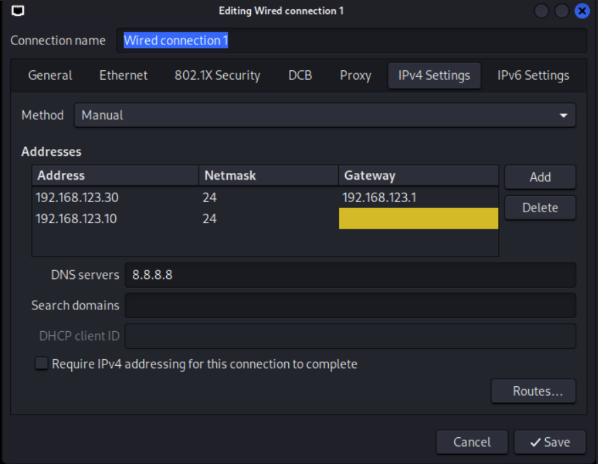 Editing Wired connection 1
Connection name Wired connection 1
General Ethernet 802.1X Security DCB Proxy IPv4 Settings IPv6 Settings
Method Manual
Addresses
Address Netmask Gateway
192.168.123.30 24 192.168.123.1
192.168.123.10 24
Add
Delete
DNS servers 8.8.8.8
Search domains
DHCP client ID
Require IPv4 addressing for this connection to complete
Routes...
Cancel Save